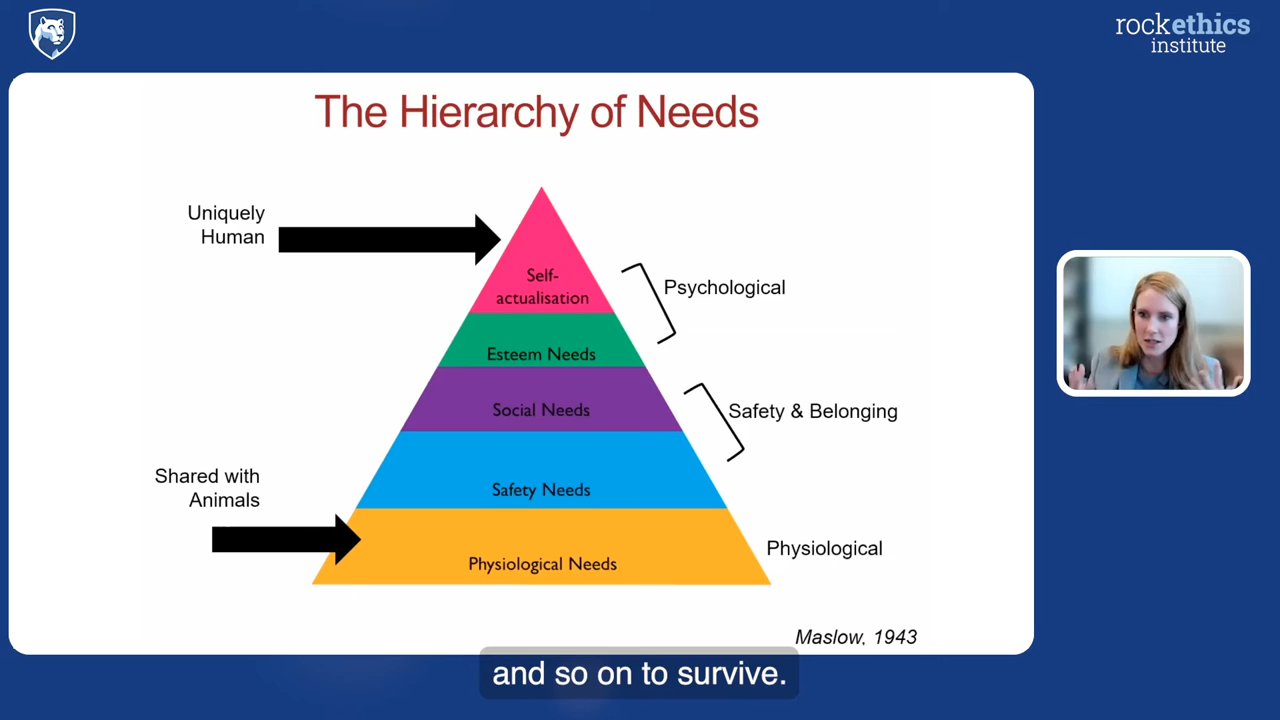 rockethics
institute
The Hierarchy of Needs
Uniquely
Human
Self-
actualisation
Psychological
Esteem Needs
Social Needs
Safety & Belonging
Shared with
Animals
Safety Needs
Physiological Needs
Physiological
Maslow, 1943
and so on to survive.